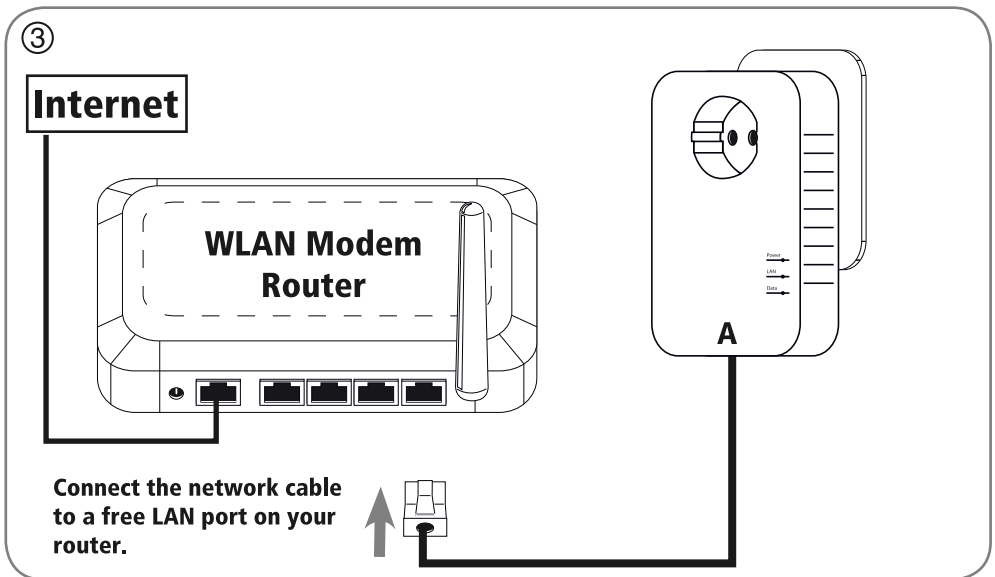 ③
Internet
WLAN Modem
Router
Power
LAN
Data
A
Connect the network cable
to a free LAN port on your
router.